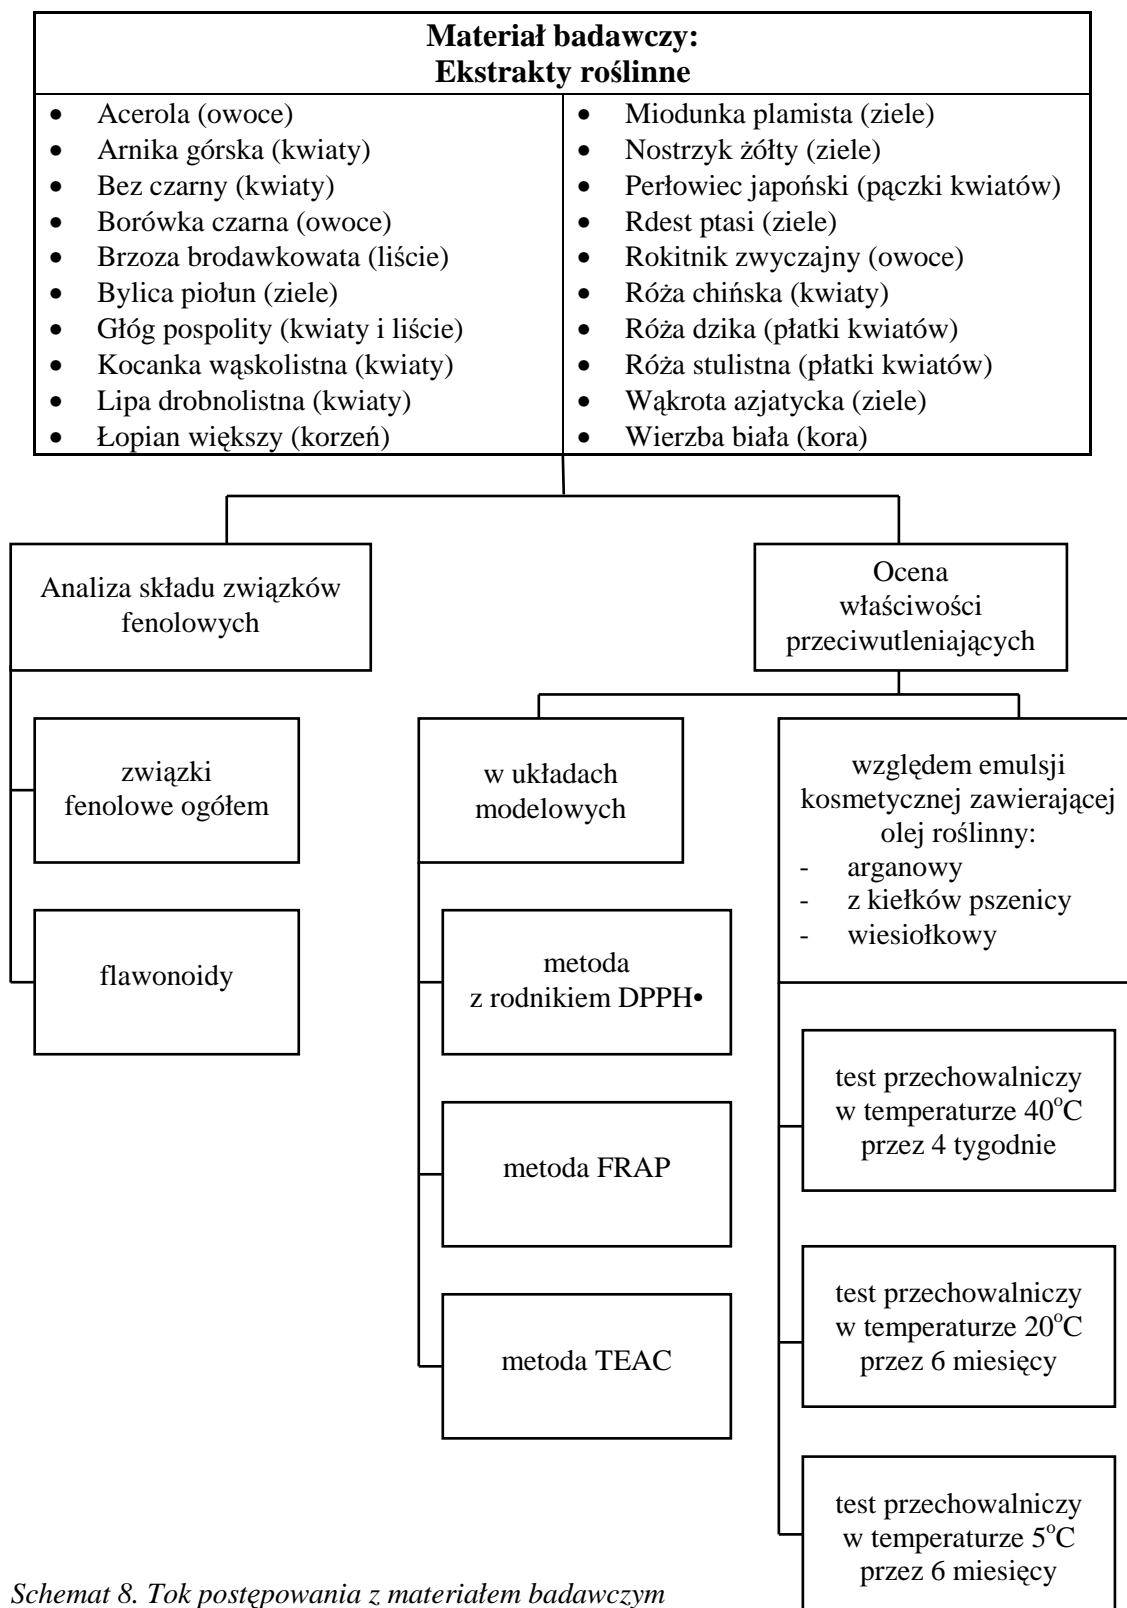 Materiał badawczy:
Ekstrakty roślinne
• Acerola (owoce)
• Arnika górska (kwiaty)
• Bez czarny (kwiaty)
• Borówka czarna (owoce)
• Brzoza brodawkowata (liście)
• Bylica piołun (ziele)
• Głóg pospolity (kwiaty i liście)
• Kocanka wąskolistna (kwiaty)
• Lipa drobnolistna (kwiaty)
• Łopian większy (korzeń)
• Miodunka plamista (ziele)
• Nostrzyk żółty (ziele)
• Perłowiec japoński (pączki kwiatów)
• Rdest ptasi (ziele)
• Rokitnik zwyczajny (owoce)
• Róża chińska (kwiaty)
• Róża dzika (płatki kwiatów)
• Róża stulistna (płatki kwiatów)
• Wąkrota azjatycka (ziele)
• Wierzba biała (kora)
Analiza składu związków
fenolowych
związki
fenolowe ogółem
flawonoidy
Ocena
właściwości
przeciwutleniających
w układach
modelowych
metoda
z rodnikiem DPPH•
metoda FRAP
metoda TEAC
względem emulsji
kosmetycznej zawierającej
olej roślinny:
- arganowy
- z kiełków pszenicy
- wiesiołkowy
test przechowalniczy
w temperaturze 40°C
przez 4 tygodnie
test przechowalniczy
w temperaturze 20°C
przez 6 miesięcy
test przechowalniczy
w temperaturze 5°C
przez 6 miesięcy
Schemat 8. Tok postępowania z materiałem badawczym